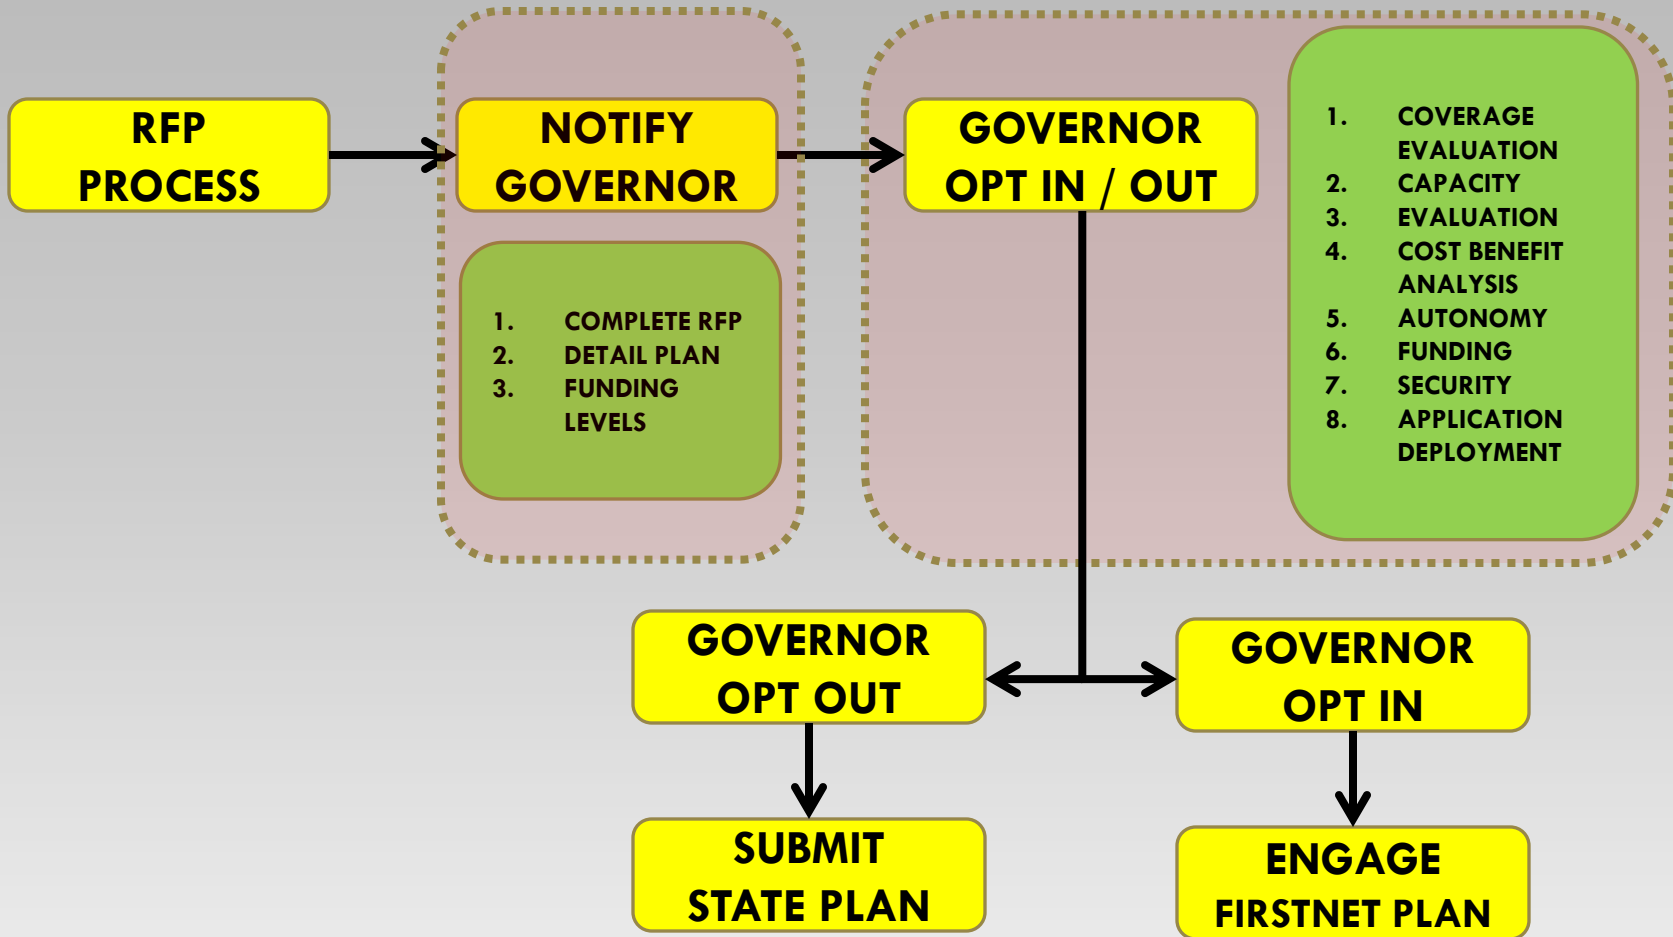 RFP
PROCESS
NOTIFY
GOVERNOR
1. COMPLETE RFP
2. DETAIL PLAN
3. FUNDING
LEVELS
GOVERNOR
OPT IN / OUT
1. COVERAGE
EVALUATION
2. CAPACITY
3. EVALUATION
4. COST BENEFIT
ANALYSIS
5. AUTONOMY
6. FUNDING
7. SECURITY
8. APPLICATION
DEPLOYMENT
GOVERNOR
OPT OUT
GOVERNOR
OPT IN
SUBMIT
STATE PLAN
ENGAGE
FIRSTNET PLAN